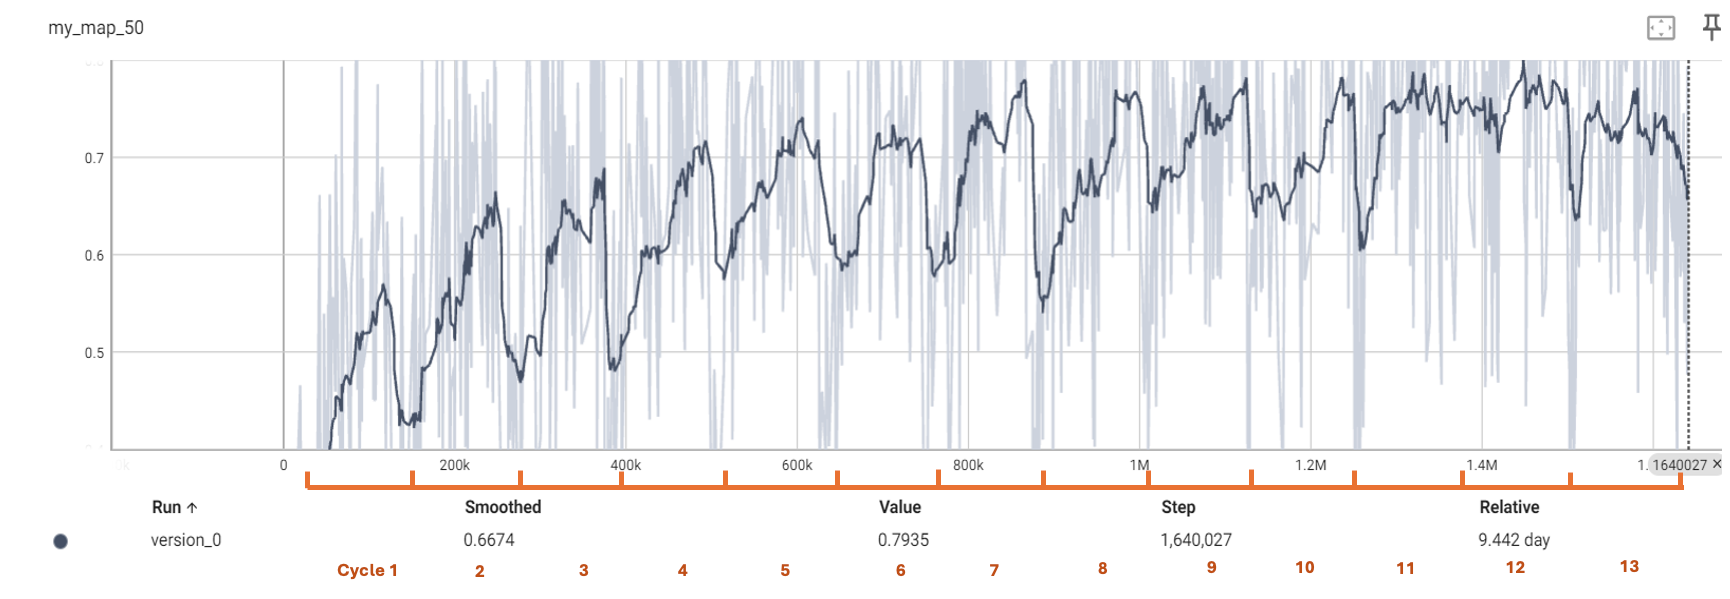 my_map_50
0.7
0.6
0.5
0 200k 400k 600k 800k 1M 1.2M 1.4M 1. 1640027 ×
Run ↑ Smoothed Value Step Relative
version_0 0.6674 0.7935 1,640,027 9.442 day
Cycle 1 2 3 4 5 6 7 8 9 10 11 12 13